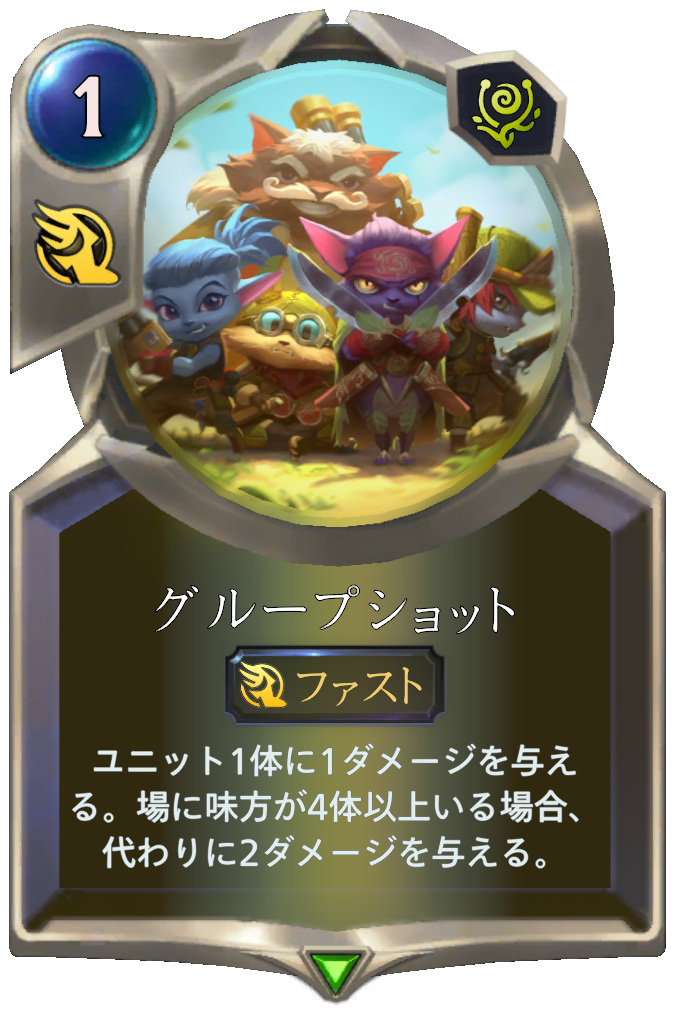 1
グループショット
ファスト
ユニット1体に1ダメージを与え
る。場に味方が4体以上いる場合、
代わりに2ダメージを与える。